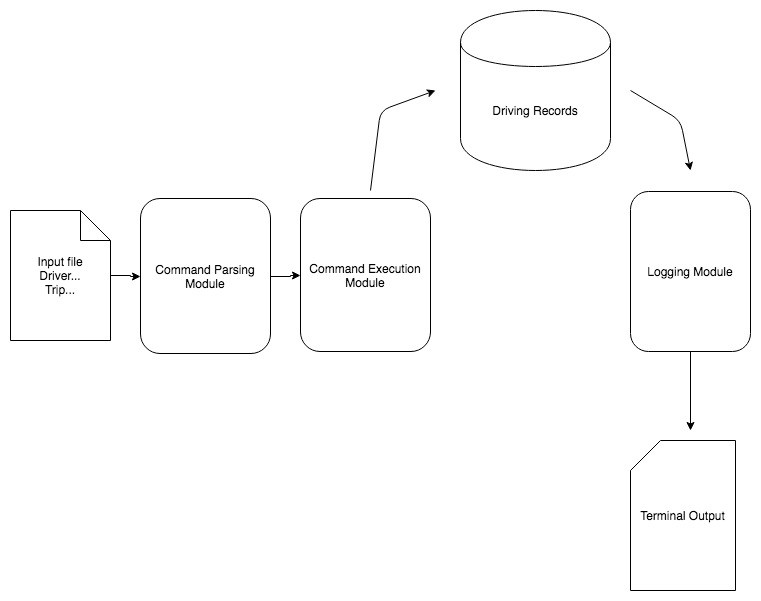 Input file
Driver...
Trip...
Command Parsing
Module
Command Execution
Module
Driving Records
Logging Module
Terminal Output